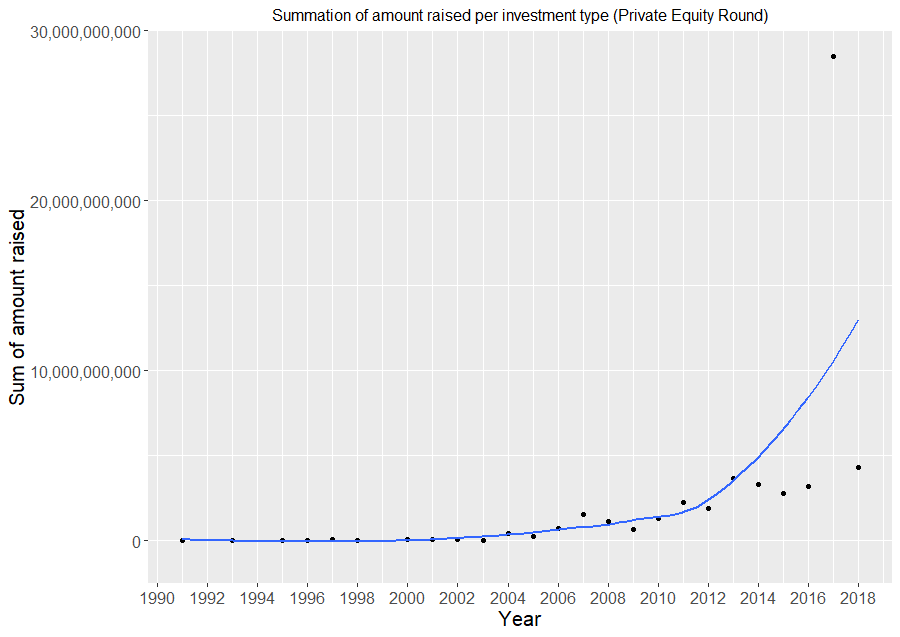 Summation of amount raised per investment type (Private Equity Round)
30,000,000,000
20,000,000,000
10,000,000,000
0
Sum of amount raised
1990 1992 1994 1996 1998 2000 2002 2004 2006 2008 2010 2012 2014 2016 2018
Year